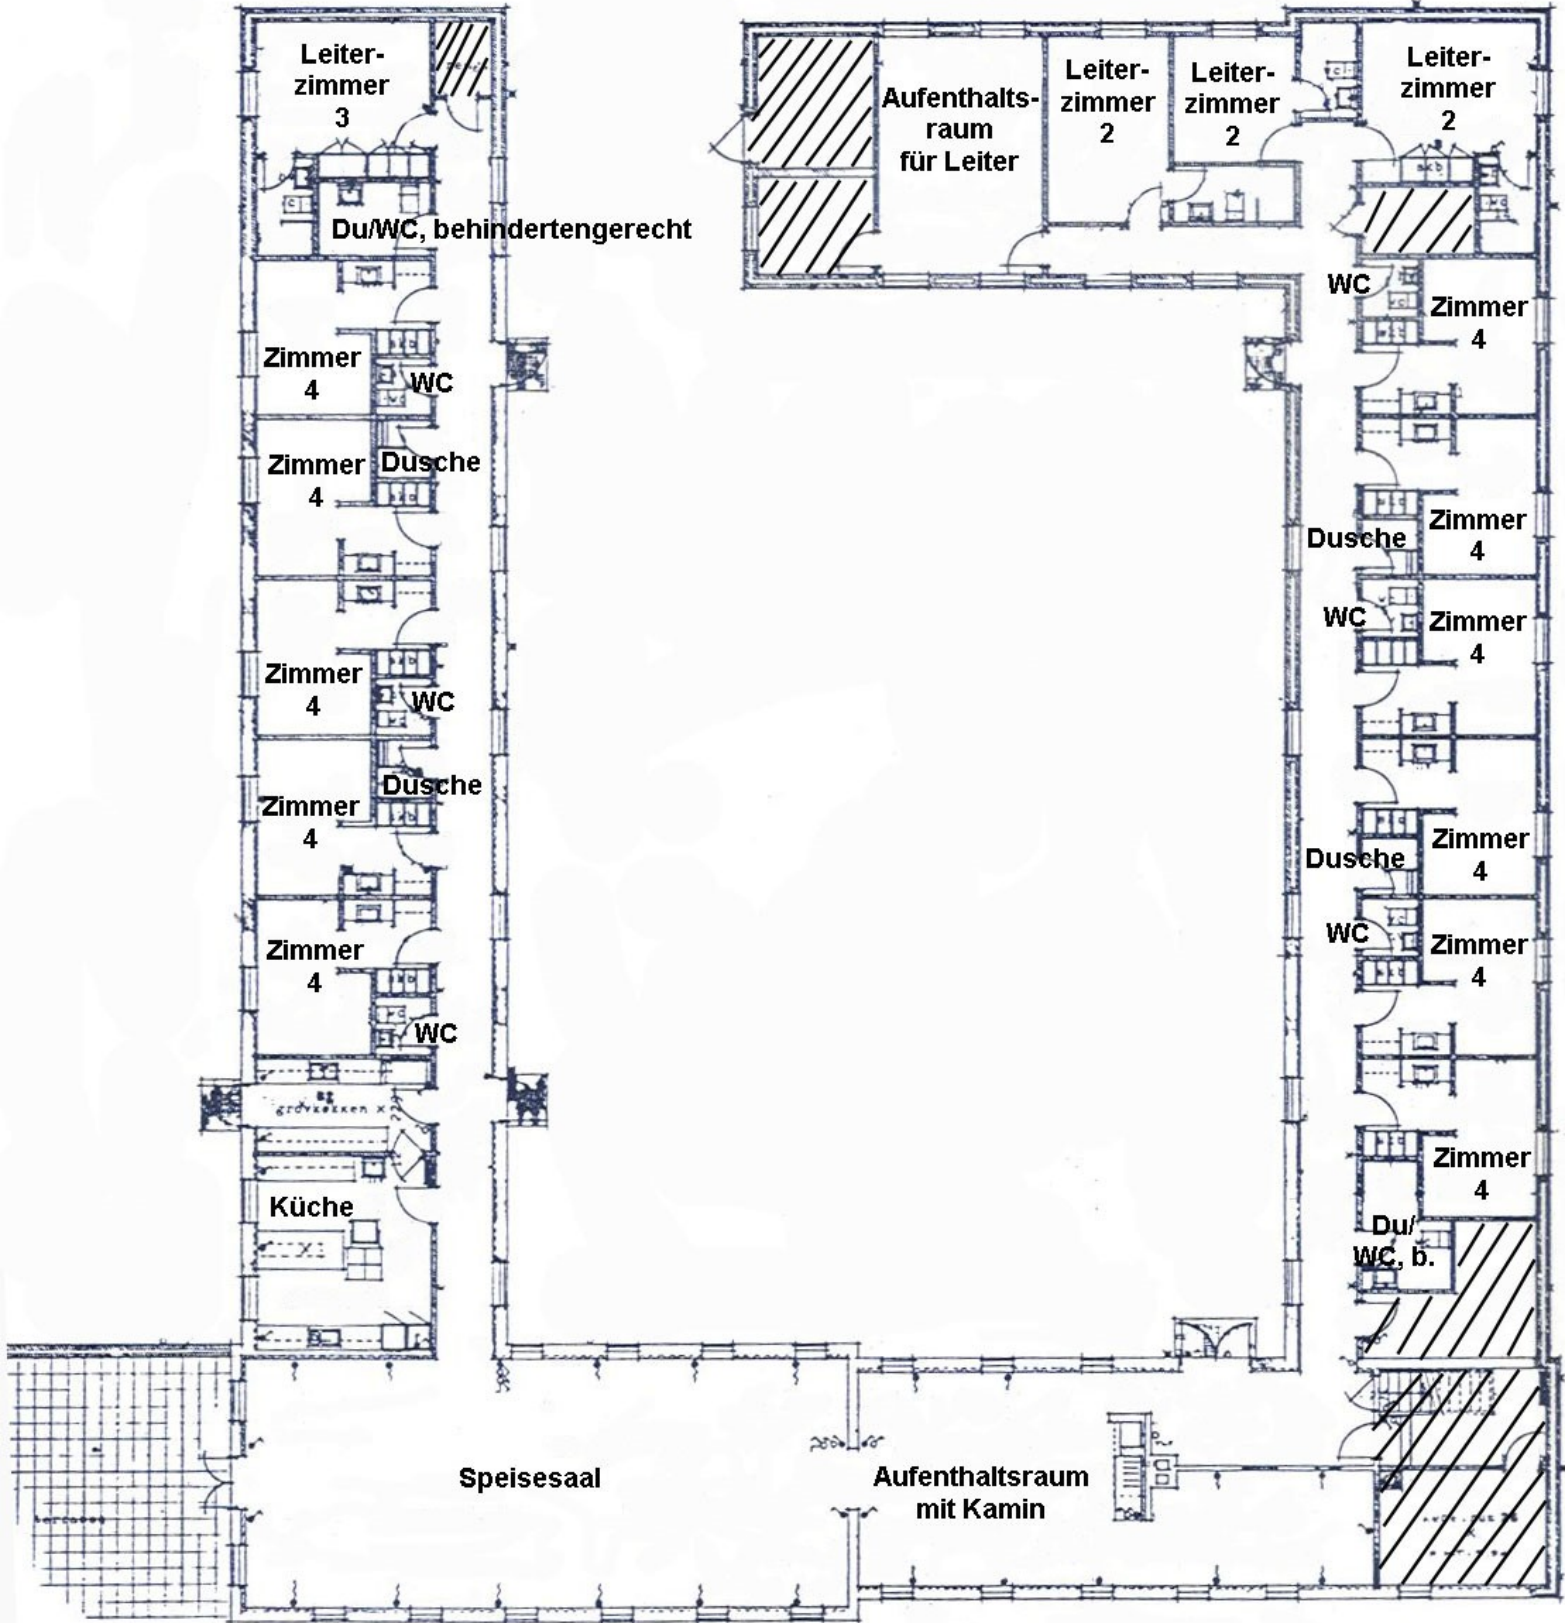 Leiter-
zimmer
3
Du/WC, behindertengerecht
Zimmer
4
WC
Zimmer
4
Dusche
Zimmer
4
WC
Zimmer
4
Dusche
Zimmer
4
WC
Küche
Aufenthalts-
raum
für Leiter
Leiter-
zimmer
2
Leiter-
zimmer
2
Leiter-
zimmer
2
WC
Zimmer
4
Zimmer
4
Dusche
WC
Zimmer
4
Zimmer
4
Dusche
WC
Zimmer
4
Zimmer
4
Du/
WC, b.
Speisesaal
Aufenthaltsraum
mit Kamin